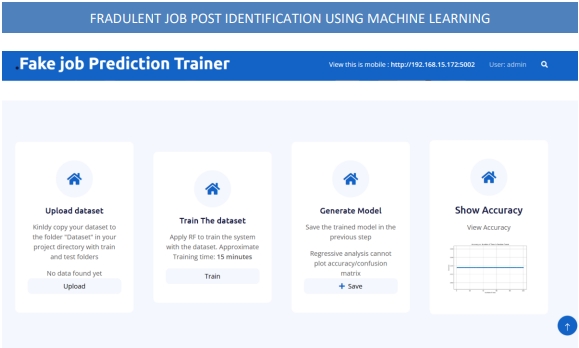 FRADULENT JOB POST IDENTIFICATION USING MACHINE LEARNING
Fake job Prediction Trainer
View this is mobile : http://192.168.15.172:5002 User: admin
Upload dataset
Kinldy copy your dataset to
the folder "Dataset" in your
project directory with train
and test folders
No data found yet
Upload
Train The dataset
Apply RF to train the system
with the dataset. Approximate
Training time: 15 minutes
Train
Generate Model
Save the trained model in the
previous step
Regressive analysis cannot
plot accuracy/confusion
matrix
+ Save
Show Accuracy
View Accuracy